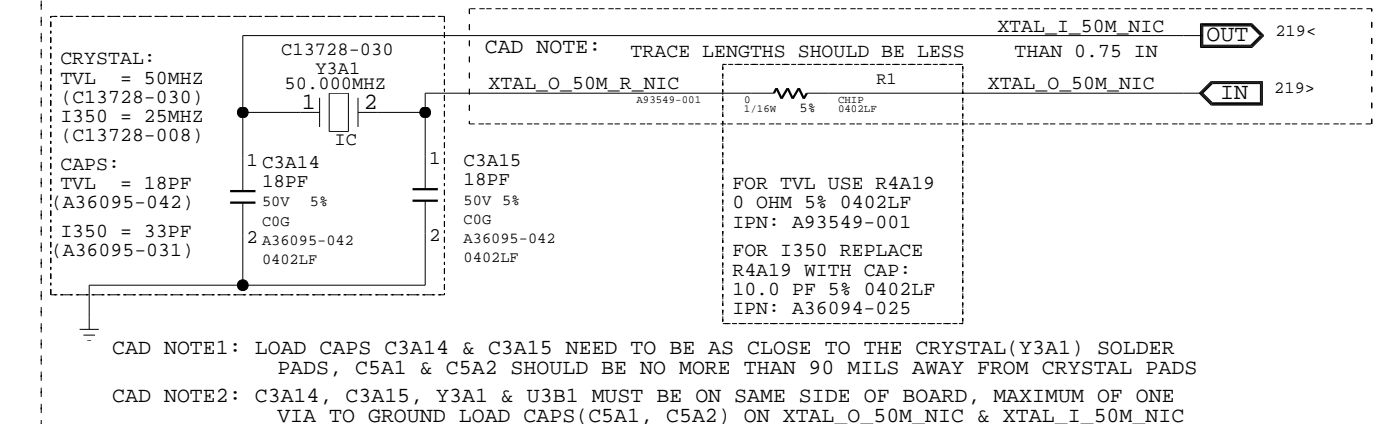 CRYSTAL:
TVL = 50MHZ
(C13728-030)
I350 = 25MHZ
(C13728-008)
CAPS:
TVL = 18PF
(A36095-042)
I350 = 33PF
(A36095-031)
C13728-030
Y3A1
50.000MHZ
1 2
IC
1 C3A14
18PF
50V 5%
C0G
2 A36095-042
0402LF
1 C3A15
18PF
50V 5%
C0G
2 A36095-042
0402LF
CAD NOTE: TRACE LENGTHS SHOULD BE LESS THAN 0.75 IN
XTAL_I_50M_NIC
OUT 219<
XTAL_O_50M_R_NIC
A93549-001
R1
0
1/16W 5%
CHIP
0402LF
XTAL_O_50M_NIC
IN 219>
FOR TVL USE R4A19
0 OHM 5% 0402LF
IPN: A93549-001
FOR I350 REPLACE
R4A19 WITH CAP:
10.0 PF 5% 0402LF
IPN: A36094-025
CAD NOTE1: LOAD CAPS C3A14 & C3A15 NEED TO BE AS CLOSE TO THE CRYSTAL(Y3A1) SOLDER
PADS, C5A1 & C5A2 SHOULD BE NO MORE THAN 90 MILS AWAY FROM CRYSTAL PADS
CAD NOTE2: C3A14, C3A15, Y3A1 & U3B1 MUST BE ON SAME SIDE OF BOARD, MAXIMUM OF ONE
VIA TO GROUND LOAD CAPS(C5A1, C5A2) ON XTAL_O_50M_NIC & XTAL_I_50M_NIC